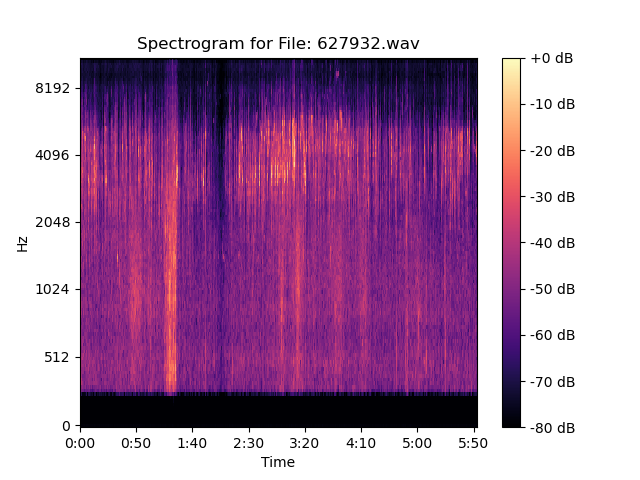 Spectrogram for File: 627932.wav
+0 dB
8192
-10 dB
4096
-20 dB
-30 dB
2048
Hz
-40 dB
1024
-50 dB
-60 dB
512
-70 dB
0
-80 dB
0:00 0:50 1:40 2:30 3:20 4:10 5:00 5:50
Time